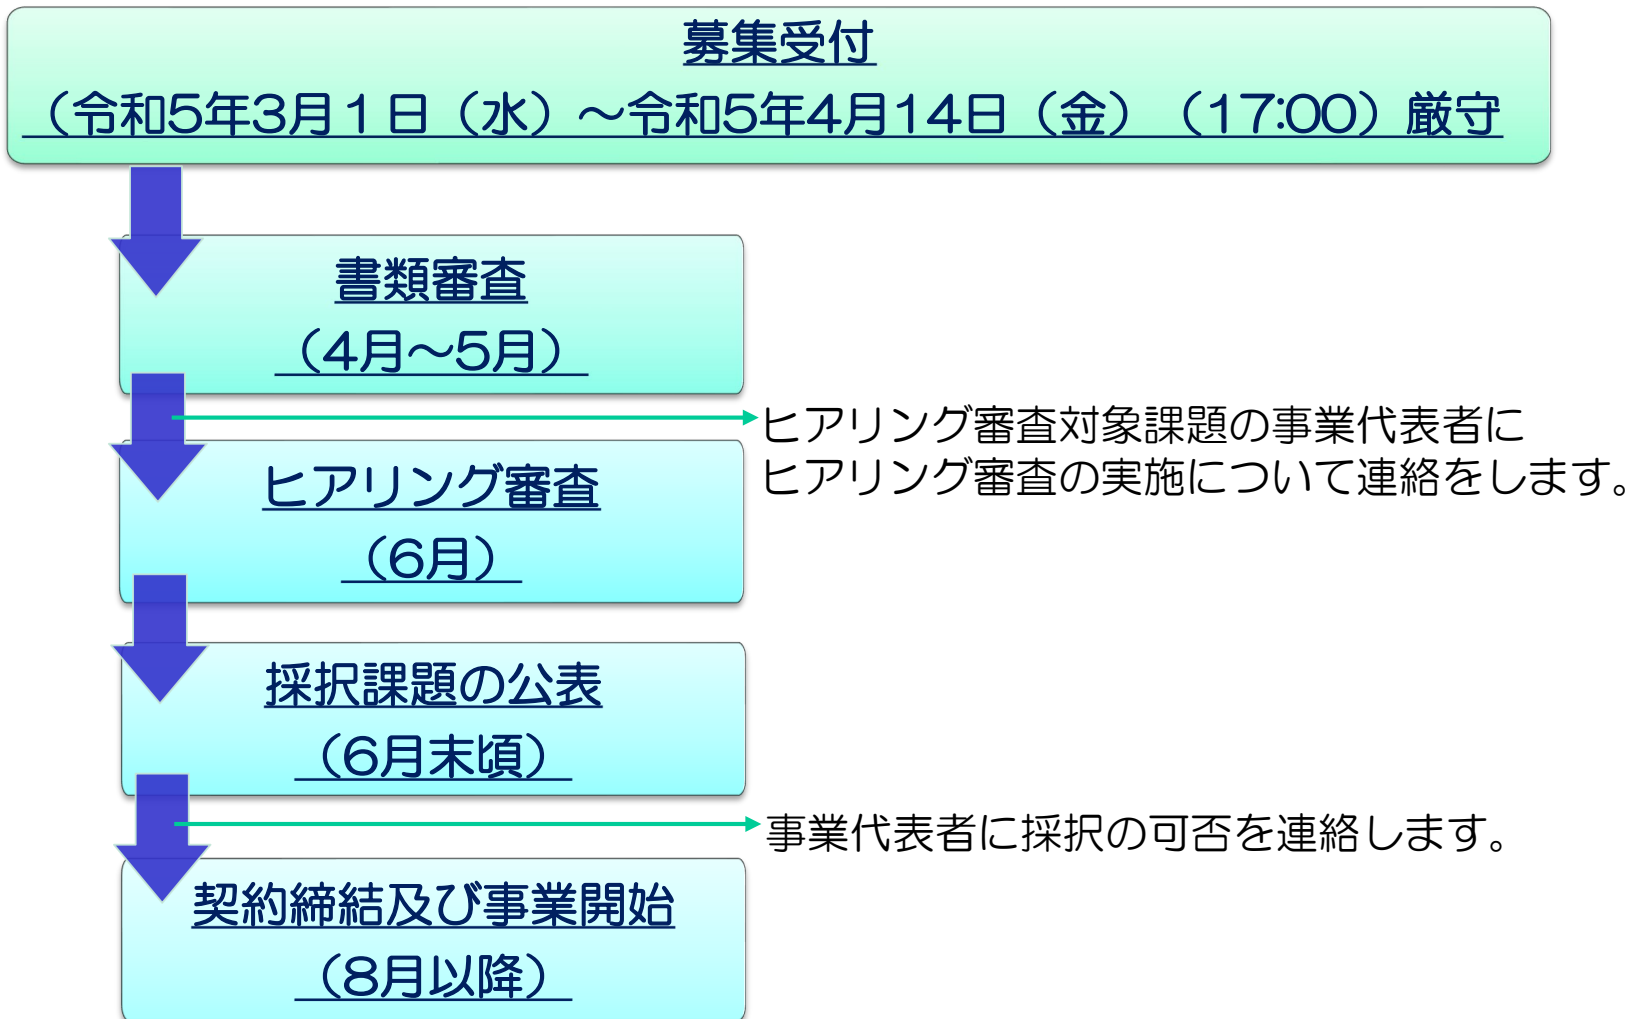 募集受付
（令和5年3月１日（水）～令和5年4月14日（金）（17:00）厳守
書類審査
（4月～5月）
ヒアリング審査対象課題の事業代表者に
ヒアリング審査の実施について連絡をします。
ヒアリング審査
（6月）
採択課題の公表
（6月末頃）
事業代表者に採択の可否を連絡します。
契約締結及び事業開始
（8月以降）